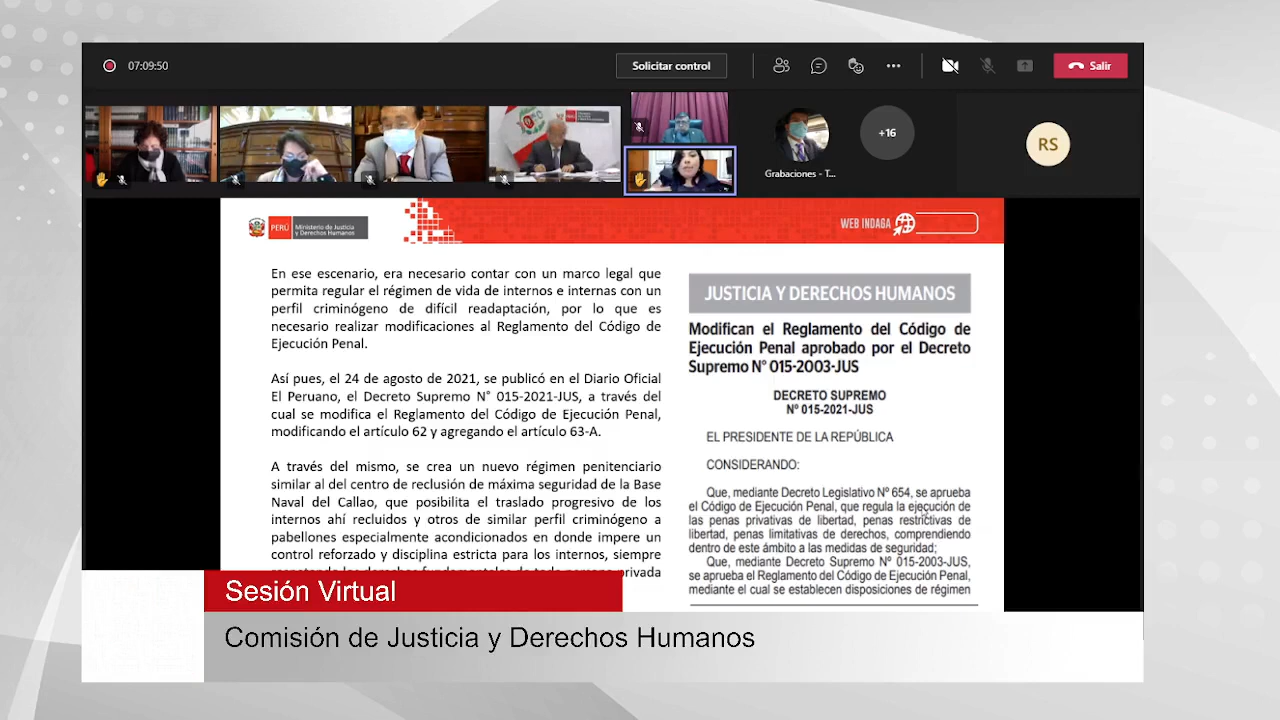 07:09:50
Solicitar control
Salir
+16
Grabaciones - T...
RS
PERÚ
Ministerio de Justicia
y Derechos Humanos
WEB INDAGA
En ese escenario, era necesario contar con un marco legal que
permita regular el régimen de vida de internos e internas con un
perfil criminógeno de difícil readaptación, por lo que es
necesario realizar modificaciones al Reglamento del Código de
Ejecución Penal.
Así pues, el 24 de agosto de 2021, se publicó en el Diario Oficial
El Peruano, el Decreto Supremo N° 015-2021-JUS, a través del
cual se modifica el Reglamento del Código de Ejecución Penal,
modificando el artículo 62 y agregando el artículo 63-A.
A través del mismo, se crea un nuevo régimen penitenciario
similar al del centro de reclusión de máxima seguridad de la Base
Naval del Callao, que posibilita el traslado progresivo de los
internos ahí recluidos y otros de similar perfil criminógeno a
pabellones especialmente acondicionados en donde impere un
control reforzado y disciplina estricta para los internos, siempre
respetando los derechos fundamentales de toda persona privada
JUSTICIA Y DERECHOS HUMANOS
Modifican el Reglamento del Código de
Ejecución Penal aprobado por el Decreto
Supremo N° 015-2003-JUS
DECRETO SUPREMO
Nº 015-2021-JUS
EL PRESIDENTE DE LA REPÚBLICA
CONSIDERANDO:
Que, mediante Decreto Legislativo Nº 654, se aprueba
el Código de Ejecución Penal, que regula la ejecución de
las penas privativas de libertad, penas restrictivas de
libertad, penas limitativas de derechos, comprendiendo
dentro de este ámbito a las medidas de seguridad;
Que, mediante Decreto Supremo Nº 015-2003-JUS,
se aprueba el Reglamento del Código de Ejecución Penal,
mediante el cual se establecen disposiciones de régimen
Sesión Virtual
Comisión de Justicia y Derechos Humanos